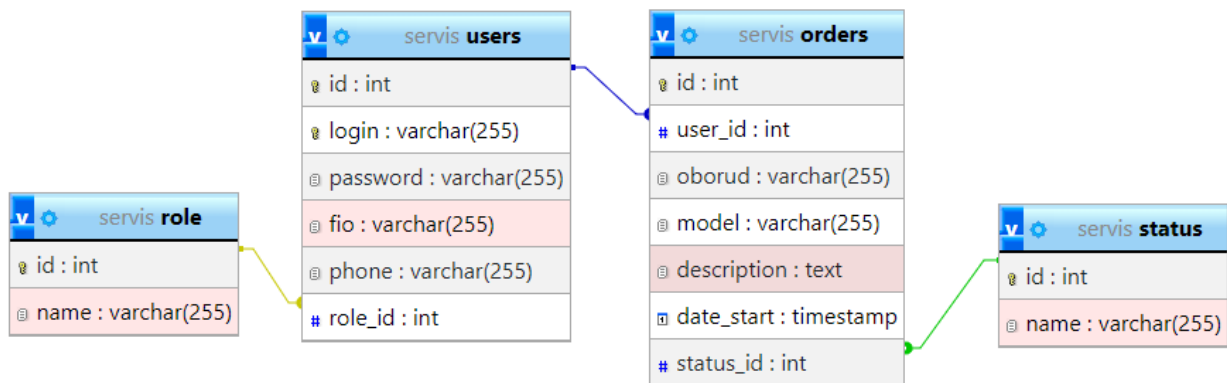 servis role
id : int
name : varchar(255)
servis users
id : int
login : varchar(255)
password : varchar(255)
fio : varchar(255)
phone : varchar(255)
# role_id : int
servis orders
id : int
# user_id : int
oborud : varchar(255)
model : varchar(255)
description : text
date_start : timestamp
# status_id : int
servis status
id : int
name : varchar(255)